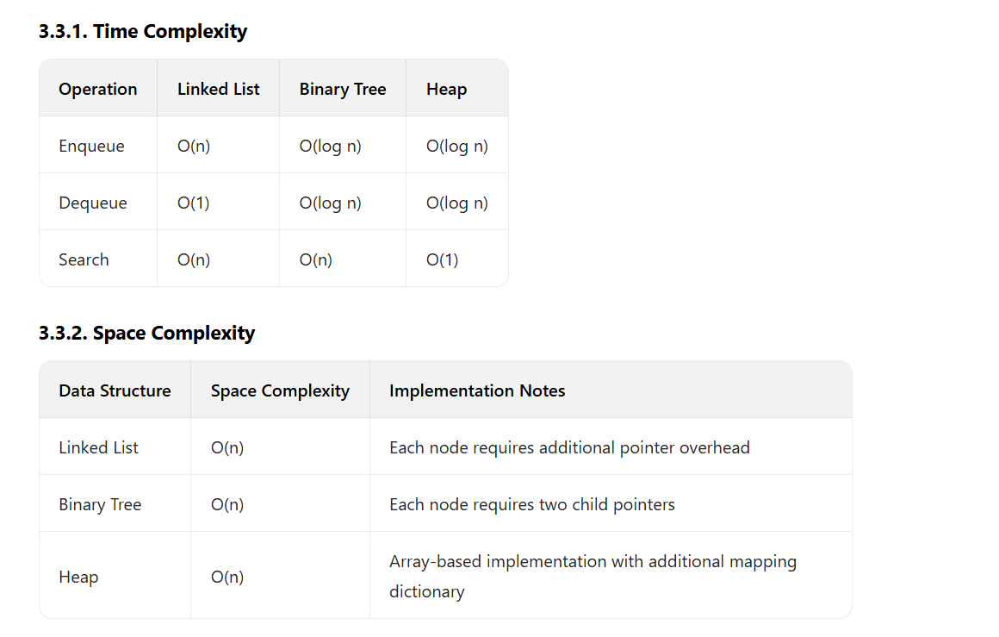 3.3.1. Time Complexity
Operation Linked List Binary Tree Heap
Enqueue O(n) O(log n) O(log n)
Dequeue O(1) O(log n) O(log n)
Search O(n) O(n) O(1)
3.3.2. Space Complexity
Data Structure Space Complexity Implementation Notes
Linked List O(n) Each node requires additional pointer overhead
Binary Tree O(n) Each node requires two child pointers
Heap O(n) Array-based implementation with additional mapping
dictionary